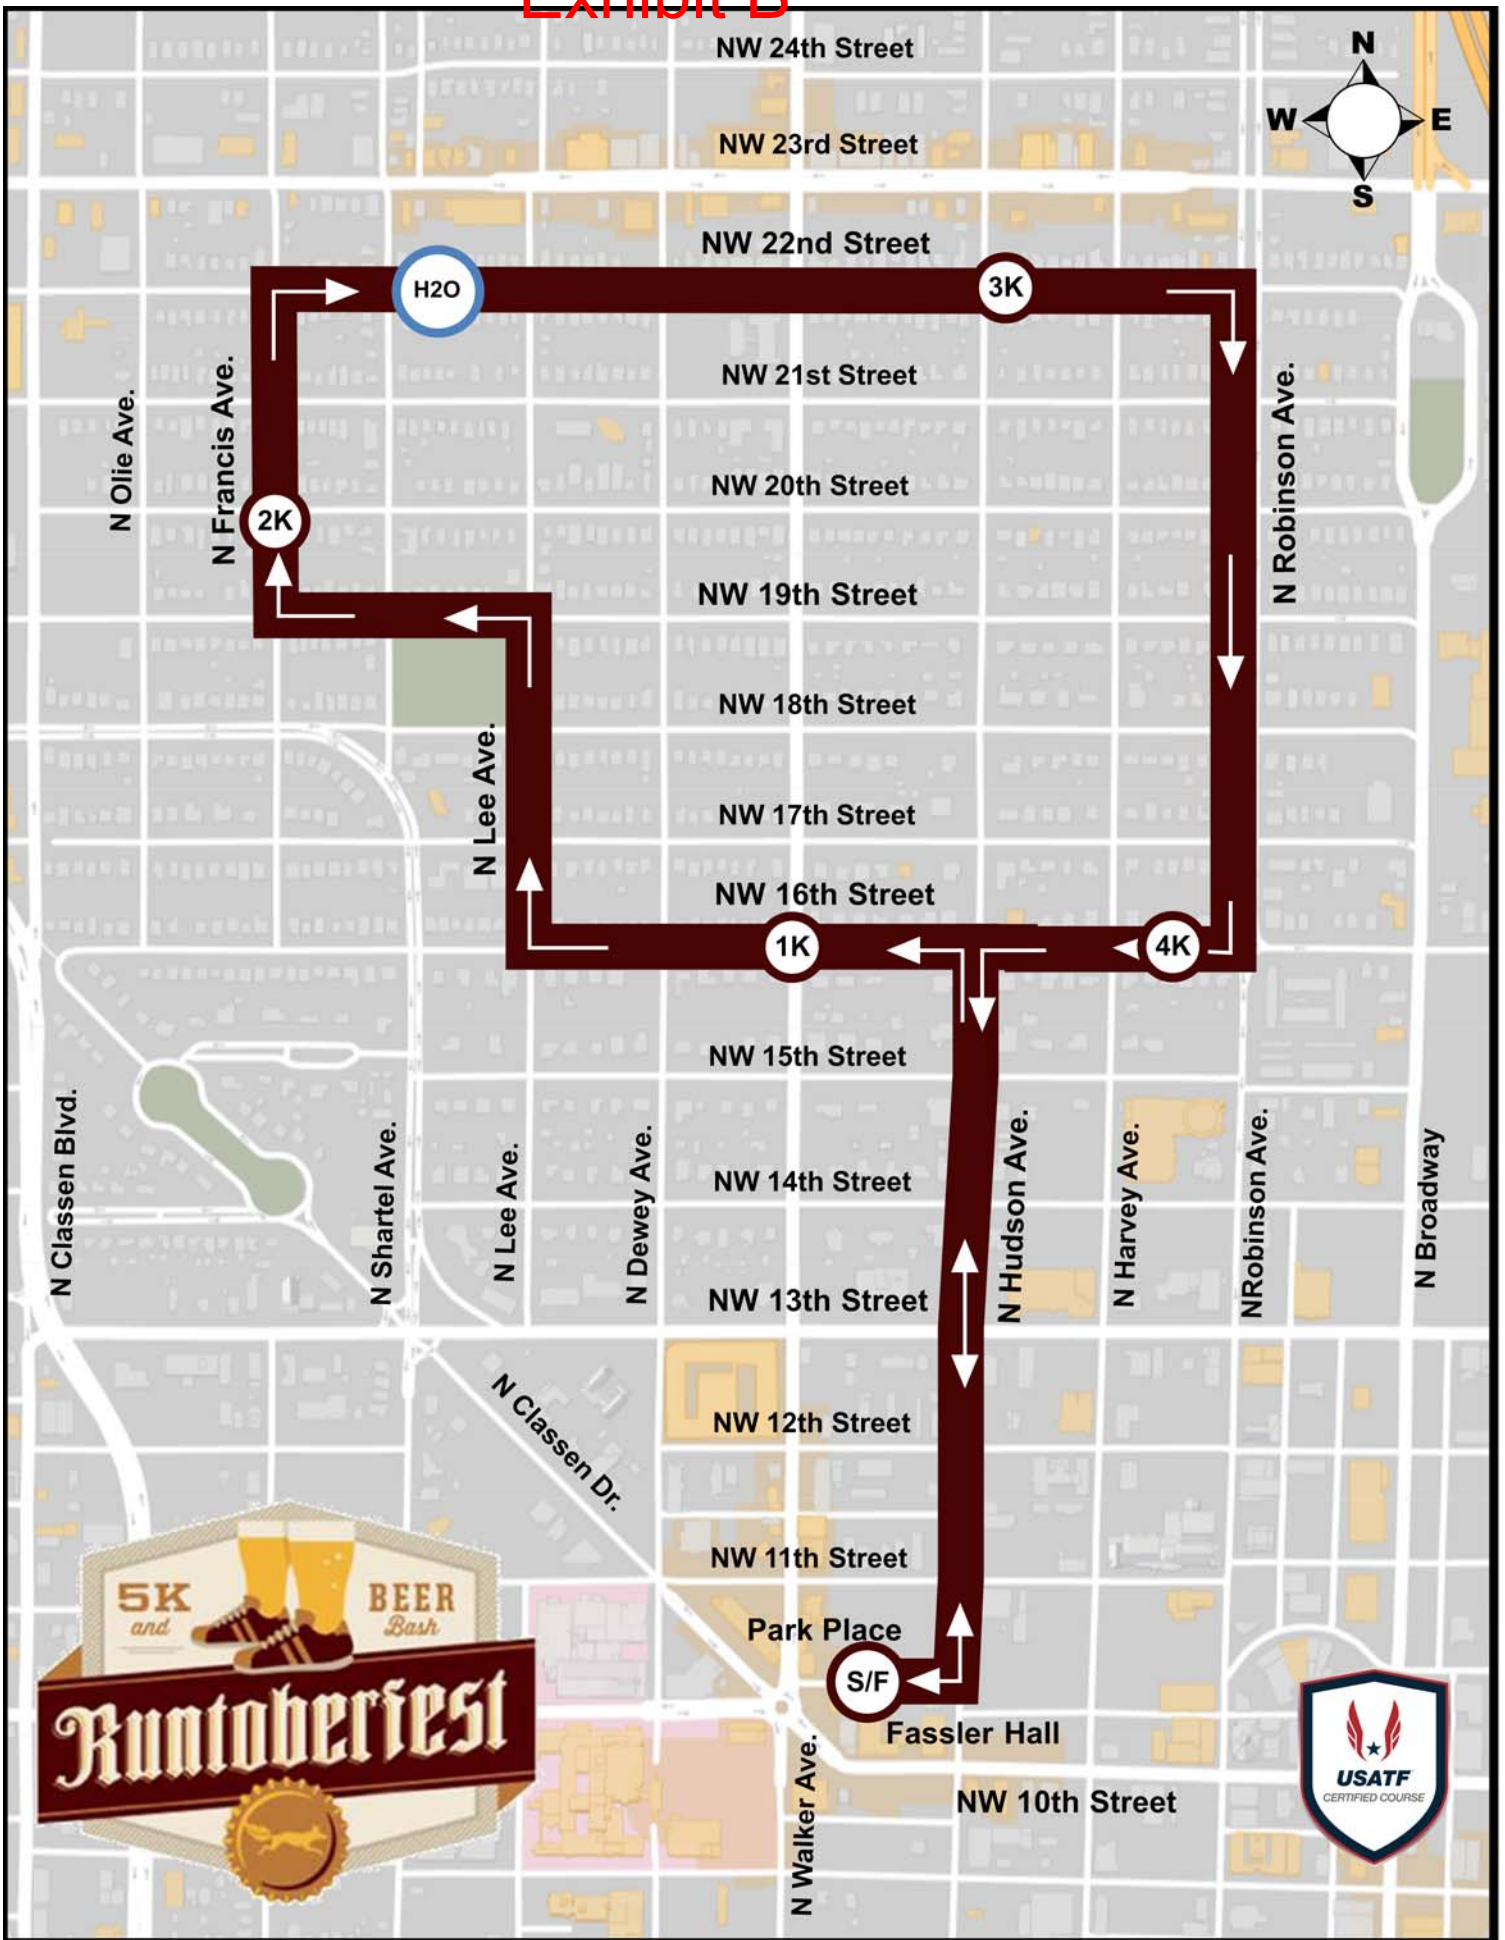 Exhibit B
NW 24th Street
N
W
E
S
NW 23rd Street
NW 22nd Street
H2O
3K
NW 21st Street
N Olie Ave.
N Francis Ave.
N Robinson Ave.
NW 20th Street
2K
NW 19th Street
NW 18th Street
N Lee Ave.
NW 17th Street
NW 16th Street
1K
4K
NW 15th Street
N Classen Blvd.
N Shartel Ave.
N Lee Ave.
N Dewey Ave.
NW 14th Street
N Hudson Ave.
N Harvey Ave.
NRobinson Ave.
N Broadway
NW 13th Street
N Classen Dr.
NW 12th Street
NW 11th Street
5K
and
BEER
Bash
Runtoberfest
Park Place
S/F
Fassler Hall
N Walker Ave.
NW 10th Street
USATF
CERTIFIED COURSE